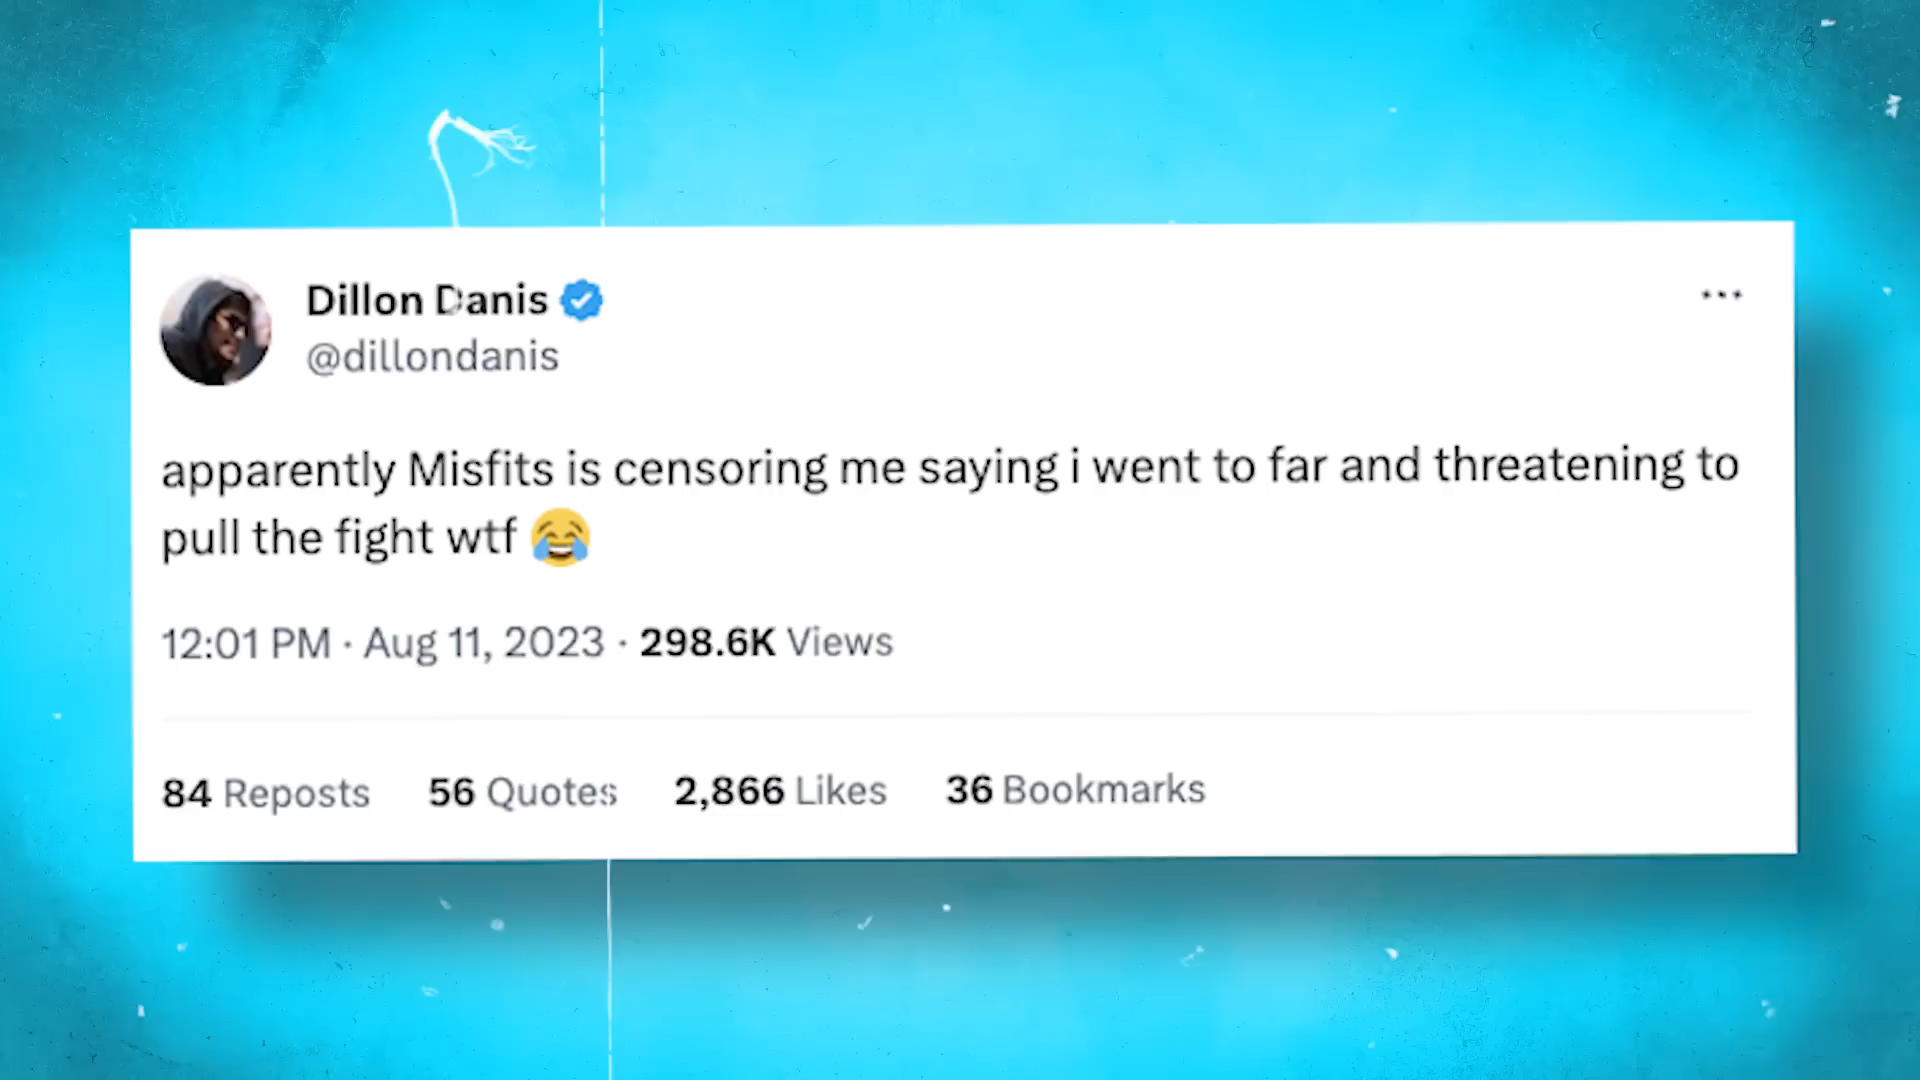 Dillon Danis
@dillondanis
apparently Misfits is censoring me saying i went to far and threatening to
pull the fight wtf 😂
12:01 PM · Aug 11, 2023 · 298.6K Views
84 Reposts 56 Quotes 2,866 Likes 36 Bookmarks